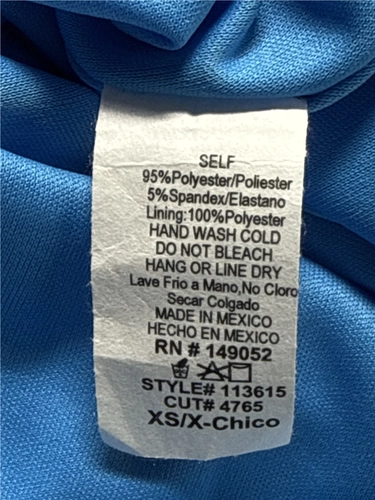 SELF
95%Polyester/Poliester
5%Spandex/Elastano
Lining:100%Polyester
HAND WASH COLD
DO NOT BLEACH
HANG OR LINE DRY
Lave Frio a Mano,No Cloro
Secar Colgado
MADE IN MEXICO
HECHO EN MEXICO
RN # 149052
STYLE# 113615
CUT# 4765
XS/X-Chico